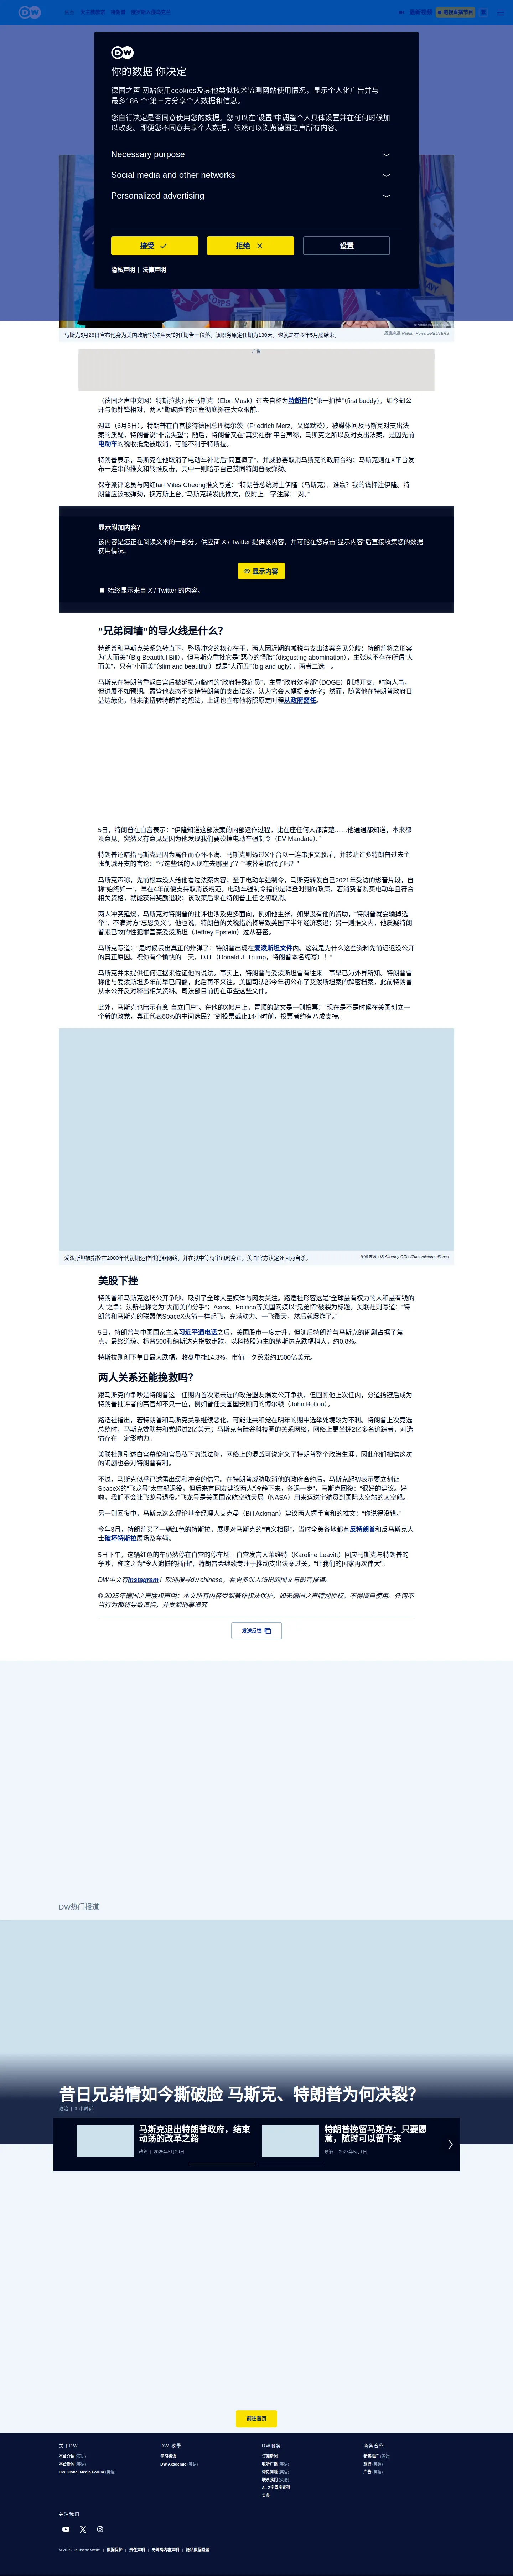 DW
最新视频
电视直播节目
DW
你的数据 你决定
德国之声网站使用cookies及其他类似技术监测网站使用情况，显示个人化广告并与
最多186 个;第三方分享个人数据和信息。
您自行决定是否同意使用您的数据。您可以在“设置”中调整个人具体设置并在任何时候加
以改变。即便您不同意共享个人数据，依然可以浏览德国之声所有内容。
Necessary purpose
Social media and other networks
Personalized advertising
接受
拒绝
设置
隐私声明 | 法律声明
马斯克5月28日宣布他身为美国政府“特殊雇员”的任期告一段落。该职务原定任期为130天，也就是在今年5月底结束。
图像来源: Nathan Howard/REUTERS
广告
（德国之声中文网）特斯拉执行长马斯克（Elon Musk）过去自称为特朗普的“第一拍档”（first buddy），如今却公
开与他针锋相对，两人“撕破脸”的过程彻底摊在大众眼前。
週四（6月5日），特朗普在白宫接待德国总理梅尔茨（Friedrich Merz，又译默茨），被媒体问及马斯克对支出法
案的质疑，特朗普说“非常失望”；随后，特朗普又在“真实社群”平台声称，马斯克之所以反对支出法案，是因先前
电动车的税收抵免被取消，可能不利于特斯拉。
特朗普表示，马斯克在他取消了电动车补贴后“简直疯了”，并威胁要取消马斯克的政府合约；马斯克则在X平台发
布一连串的推文和转推反击，其中一则暗示自己赞同特朗普被弹劾。
保守派评论员与网红Ian Miles Cheong推文写道：“特朗普总统对上伊隆（马斯克），谁赢？我的钱押注伊隆。特
朗普应该被弹劾，换万斯上台。”马斯克转发此推文，仅附上一字注解：“对。”
显示附加内容？
该内容是您正在阅读文本的一部分。供应商 X / Twitter 提供该内容，并可能在您点击“显示内容”后直接收集您的数据
使用情况。
显示内容
始终显示来自 X / Twitter 的内容。
“兄弟阋墙”的导火线是什么？
特朗普和马斯克关系急转直下，整场冲突的核心在于，两人因近期的减税与支出法案意见分歧：特朗普将之形容
为“大而美”（Big Beautiful Bill），但马斯克重批它是“恶心的怪胎”（disgusting abomination），主张从不存在所谓“大
而美”，只有“小而美”（slim and beautiful）或是“大而丑”（big and ugly），两者二选一。
马斯克在特朗普重返白宫后被延揽为临时的“政府特殊雇员”，主导“政府效率部”（DOGE）削减开支、精简人事，
但进展不如预期。盡管他表态不支持特朗普的支出法案，认为它会大幅提高赤字；然而，随著他在特朗普政府日
益边缘化，他未能扭转特朗普的想法，上週也宣布他将照原定时程从政府离任。
5日，特朗普在白宫表示：“伊隆知道这部法案的内部运作过程，比在座任何人都清楚……他通通都知道，本来都
没意见，突然又有意见是因为他发现我们要砍掉电动车强制令（EV Mandate）。”
特朗普还暗指马斯克是因为离任而心怀不满。马斯克则透过X平台以一连串推文驳斥，并转贴许多特朗普过去主
张削减开支的言论：“写这些话的人现在去哪里了？”“被替身取代了吗？”
马斯克声称，先前根本没人给他看过法案内容；至于电动车强制令，马斯克转发自己2021年受访的影音片段，自
称“始终如一”，早在4年前便支持取消该规范。电动车强制令指的是拜登时期的政策，若消费者购买电动车且符合
相关资格，就能获得奖励退税；该政策后来在特朗普上任之初取消。
两人冲突延烧，马斯克对特朗普的批评也涉及更多面向，例如他主张，如果没有他的资助，“特朗普就会输掉选
举”，不满对方“忘恩负义”。他也说，特朗普的关税措施将导致美国下半年经济衰退；另一则推文内，他质疑特朗
普跟已故的性犯罪富豪爱泼斯坦（Jeffrey Epstein）过从甚密。
马斯克写道：“是时候丢出真正的炸弹了：特朗普出现在爱泼斯坦文件内。这就是为什么这些资料先前迟迟没公开
的真正原因。祝你有个愉快的一天，DJT（Donald J. Trump，特朗普本名缩写）！”
马斯克并未提供任何证据来佐证他的说法。事实上，特朗普与爱泼斯坦曾有往来一事早已为外界所知。特朗普曾
称他与爱泼斯坦多年前早已闹翻，此后再不来往。美国司法部今年初公布了艾泼斯坦案的解密档案，此前特朗普
从未公开反对释出相关资料。司法部目前仍在审查这些文件。
此外，马斯克也暗示有意“自立门户”。在他的X帐户上，置顶的贴文是一则投票：“现在是不是时候在美国创立一
个新的政党，真正代表80%的中间选民？”到投票截止14小时前，投票者约有八成支持。
爱泼斯坦被指控在2000年代初期运作性犯罪网络，并在狱中等待审讯时身亡，美国官方认定死因为自杀。
图像来源: US Attorney Office/Zuma/picture alliance
美股下挫
特朗普和马斯克这场公开争吵，吸引了全球大量媒体与网友关注。路透社形容这是“全球最有权力的人和最有钱的
人”之争；法新社称之为“大而美的分手”；Axios、Politico等美国网媒以“兄弟情”破裂为标题。美联社则写道：“特
朗普和马斯克的联盟像SpaceX火箭一样起飞，充满动力、一飞衝天，然后就爆炸了。”
5日，特朗普与中国国家主席习近平通电话之后，美国股市一度走升，但随后特朗普与马斯克的闹剧占据了焦
点，最终道琼、标普500和纳斯达克指数走跌，以科技股为主的纳斯达克跌幅稍大，约0.8%。
特斯拉则创下单日最大跌幅，收盘重挫14.3%，市值一夕蒸发约1500亿美元。
两人关系还能挽救吗？
跟马斯克的争吵是特朗普这一任期内首次跟亲近的政治盟友爆发公开争执，但回顾他上次任内，分道扬镳后成为
特朗普批评者的高官却不只一位，例如曾任美国国安顾问的博尔顿（John Bolton）。
路透社指出，若特朗普和马斯克关系继续恶化，可能让共和党在明年的期中选举处境较为不利。特朗普上次竞选
总统时，马斯克赞助共和党超过2亿美元；马斯克有硅谷科技圈的关系网络，网络上更坐拥2亿多名追踪者，对选
情存在一定影响力。
美联社则引述白宫幕僚和官员私下的说法称，网络上的混战可说定义了特朗普整个政治生涯，因此他们相信这次
的闹剧也会对特朗普有利。
不过，马斯克似乎已透露出缓和冲突的信号。在特朗普威胁取消他的政府合约后，马斯克起初表示要立刻让
SpaceX的“飞龙号”太空船退役，但后来有网友建议两人“冷静下来，各退一步”，马斯克回復：“很好的建议。好
啦，我们不会让飞龙号退役。”飞龙号是美国国家航空航天局（NASA）用来运送宇航员到国际太空站的太空船。
另一则回復中，马斯克这么评论基金经理人艾克曼（Bill Ackman）建议两人握手言和的推文：“你说得没错。”
今年3月，特朗普买了一辆红色的特斯拉，展现对马斯克的“情义相挺”，当时全美各地都有反特朗普和反马斯克人
士破坏特斯拉展场及车辆。
5日下午，这辆红色的车仍然停在白宫的停车场。白宫发言人莱维特（Karoline Leavitt）回应马斯克与特朗普的
争吵，称这之为“令人遗憾的插曲”，特朗普会继续专注于推动支出法案过关，“让我们的国家再次伟大”。
DW中文有Instagram！欢迎搜寻dw.chinese，看更多深入浅出的图文与影音报道。
© 2025年德国之声版权声明：本文所有内容受到著作权法保护，如无德国之声特别授权，不得擅自使用。任何不
当行为都将导致追偿，并受到刑事追究
发送反馈
DW热门报道
昔日兄弟情如今撕破脸 马斯克、特朗普为何决裂？
政治 | 3 小时前
马斯克退出特朗普政府，结束
动荡的改革之路
政治 | 2025年5月29日
特朗普挽留马斯克：只要愿
意，随时可以留下来
政治 | 2025年5月1日
前往首页
关于DW
本台介绍 (英语)
本台新闻 (英语)
DW Global Media Forum (英语)
DW 教学
学习德语
DW Akademie (英语)
DW服务
订阅新闻
收听广播 (英语)
常见问题 (英语)
联系我们 (英语)
A - Z字母序索引
头条
商务合作
销售推广 (英语)
旅行 (英语)
广告 (英语)
关注我们
© 2025 Deutsche Welle | 数据保护 | 责任声明 | 无障碍内容声明 | 隐私数据设置